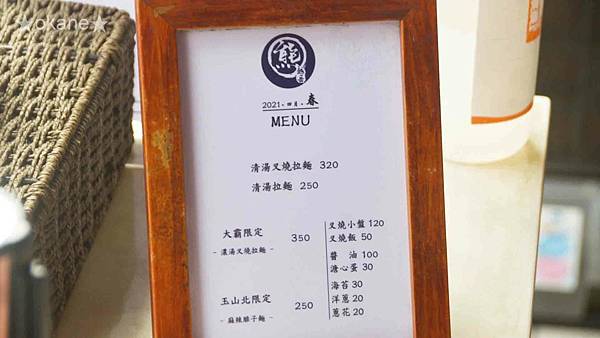 ★okane★
熊
2021。四月。春
MENU
清湯叉燒拉麵 320
清湯拉麵 250
大霸限定 350
- 濃湯叉燒拉麵 -
玉山北限定 250
- 麻辣臊子麵 -
叉燒小盤 120
叉燒飯 50
醬 油 100
溏心蛋 30
海苔 30
洋蔥 20
蔥花 20